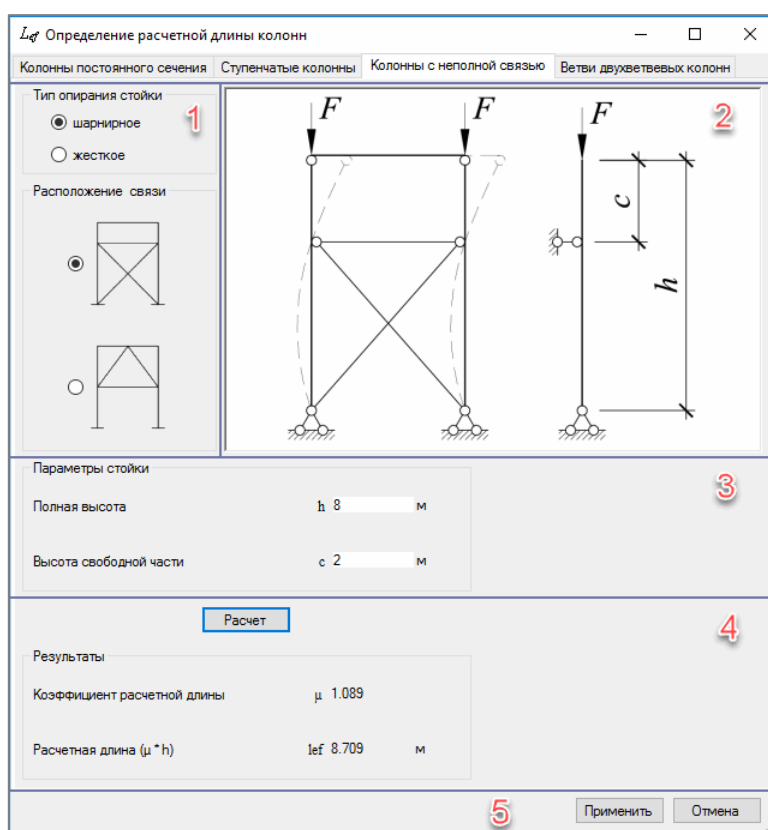 Lef Определение расчетной длины колонн
Колонны постоянного сечения Ступенчатые колонны Колонны с неполной связью Ветви двухветвевых колонн
Тип опирания стойки
шарнирное
жесткое
1
Расположение связи
F F F
2
c
h
Параметры стойки
3
Полная высота h 8 м
Высота свободной части c 2 м
Расчет
4
Результаты
Коэффициент расчетной длины μ 1.089
Расчетная длина (μ * h) lef 8.709 м
5
Применить Отмена